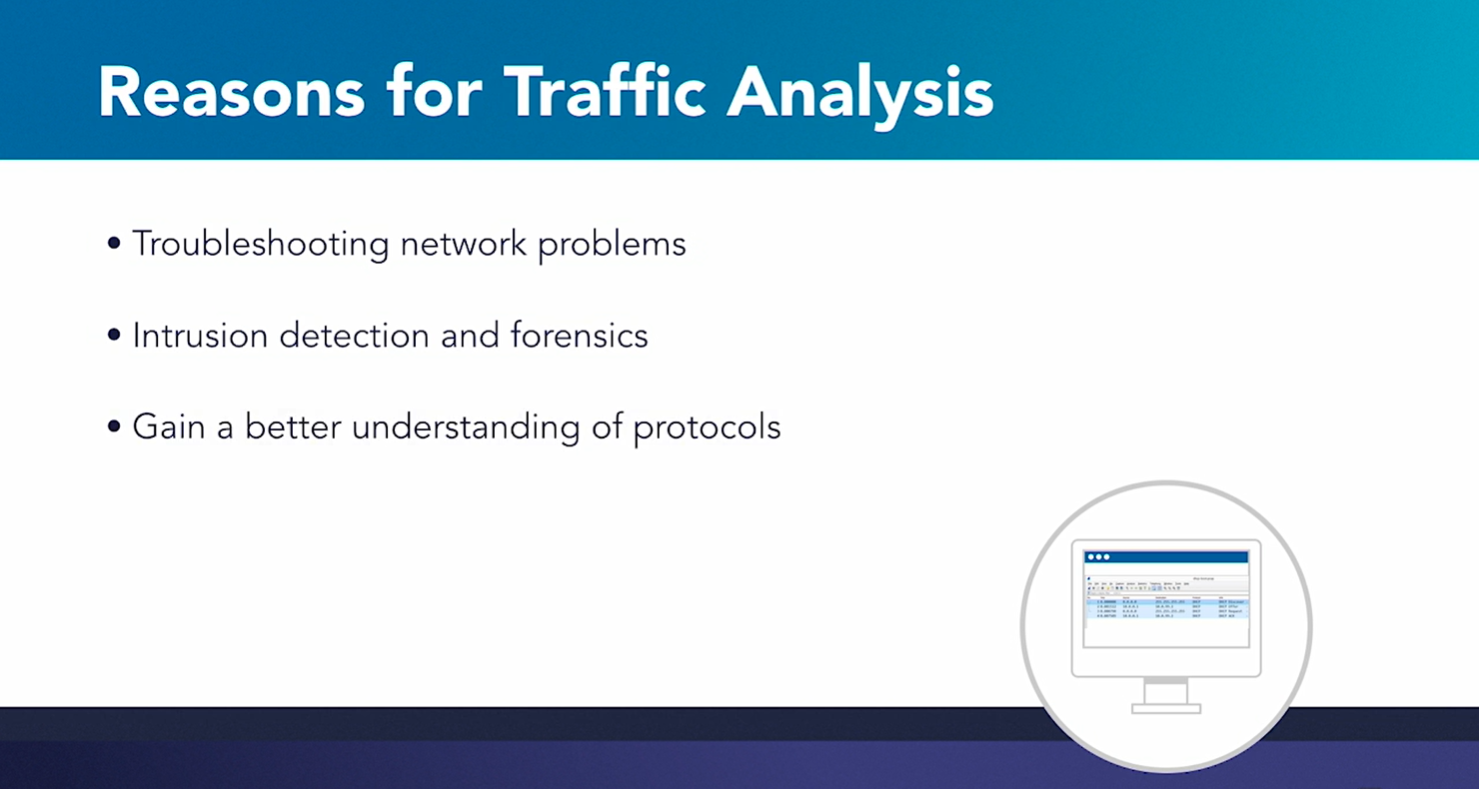 Reasons for Traffic Analysis
• Troubleshooting network problems
• Intrusion detection and forensics
• Gain a better understanding of protocols